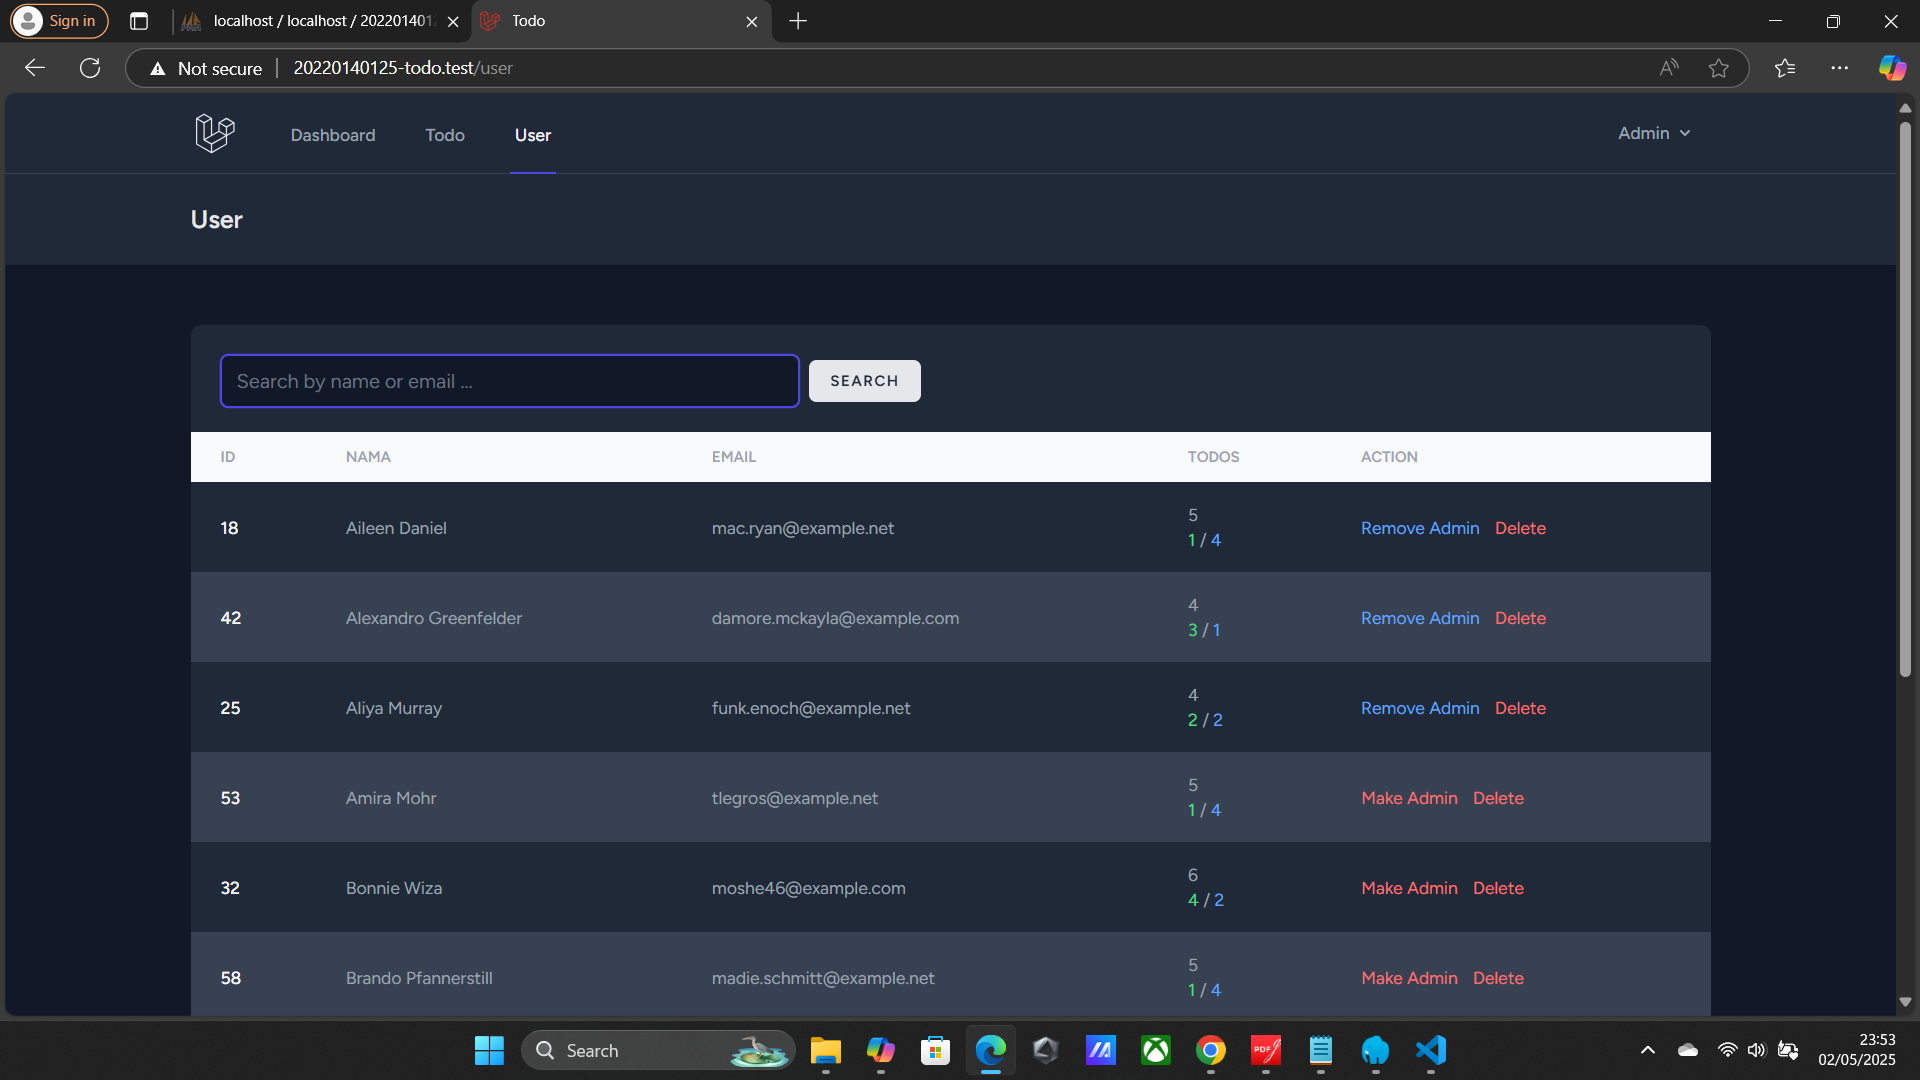 Sign in
localhost / localhost / 2022014012
Todo
Not secure
20220140125-todo.test/user
Dashboard
Todo
User
Admin
User
Search by name or email ...
SEARCH
ID NAMA EMAIL TODOS ACTION
18 Aileen Daniel mac.ryan@example.net 5 Remove Admin Delete
1 / 4
42 Alexandro Greenfelder damore.mckayla@example.com 4 Remove Admin Delete
3 / 1
25 Aliya Murray funk.enoch@example.net 4 Remove Admin Delete
2 / 2
53 Amira Mohr tlegros@example.net 5 Make Admin Delete
1 / 4
32 Bonnie Wiza moshe46@example.com 6 Make Admin Delete
4 / 2
58 Brando Pfannerstill madie.schmitt@example.net 5 Make Admin Delete
1 / 4
Search
PDF
23:53
02/05/2025